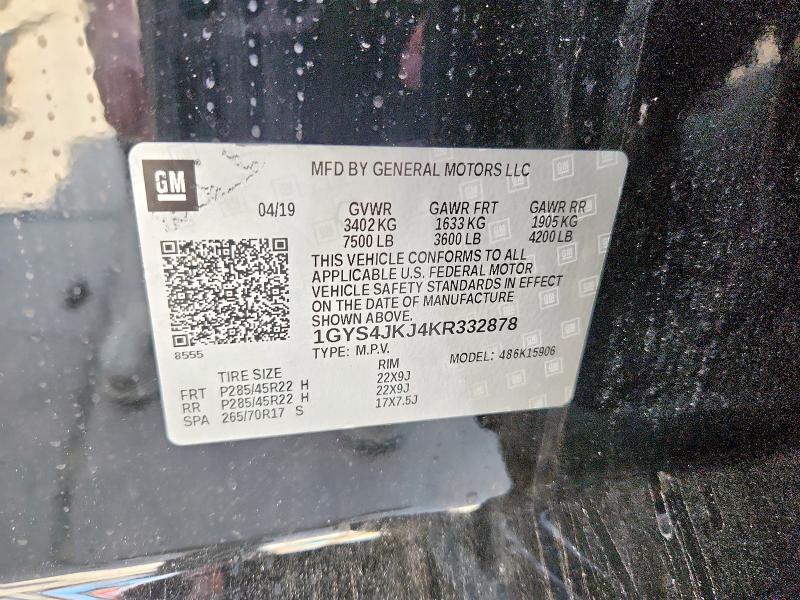 GM
MFD BY GENERAL MOTORS LLC
04/19 GVWR GAWR FRT GAWR RR
3402 KG 1633 KG 1905 KG
7500 LB 3600 LB 4200 LB
THIS VEHICLE CONFORMS TO ALL
APPLICABLE U.S. FEDERAL MOTOR
VEHICLE SAFETY STANDARDS IN EFFECT
ON THE DATE OF MANUFACTURE
SHOWN ABOVE.
1GYS4JKJ4KR332878
8555 TYPE: M.P.V. MODEL: 486K15906
TIRE SIZE RIM
FRT P285/45R22 H 22X9J
RR P285/45R22 H 22X9J
SPA 265/70R17 S 17X7.5J